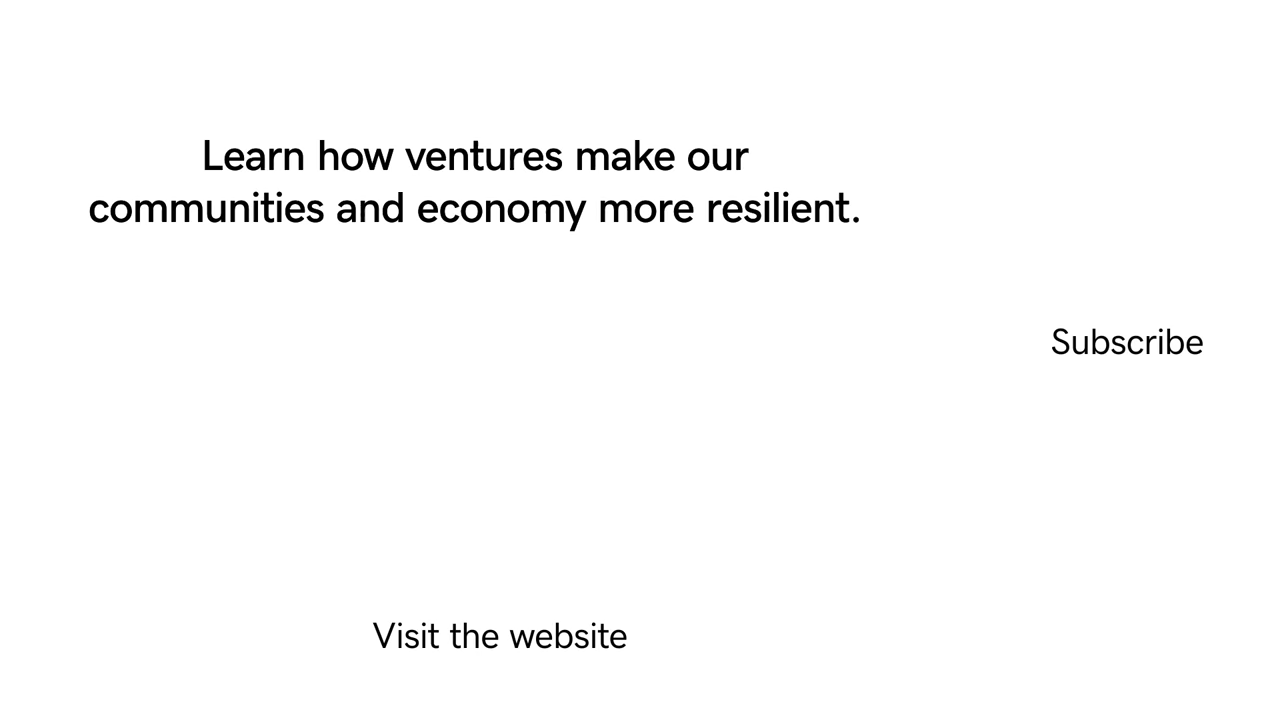 Learn how ventures make our
communities and economy more resilient.
Subscribe
Visit the website